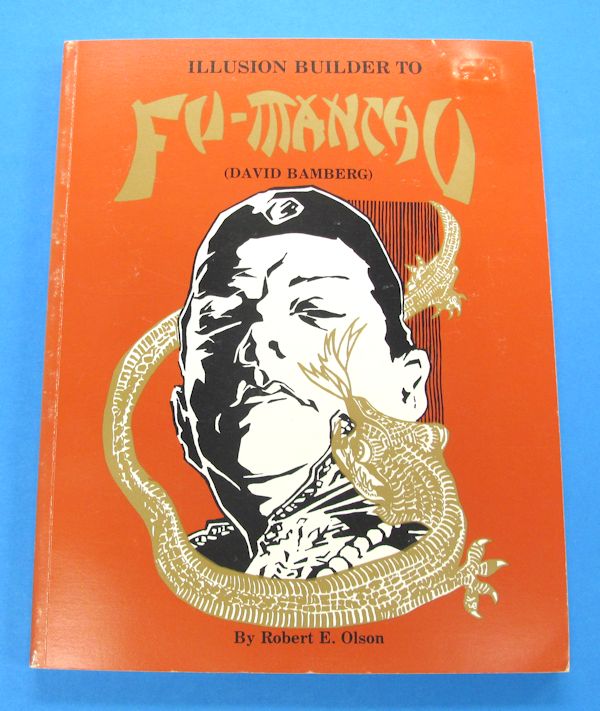 ILLUSION BUILDER TO
FU-MANCHU
(DAVID BAMBERG)
By Robert E. Olson